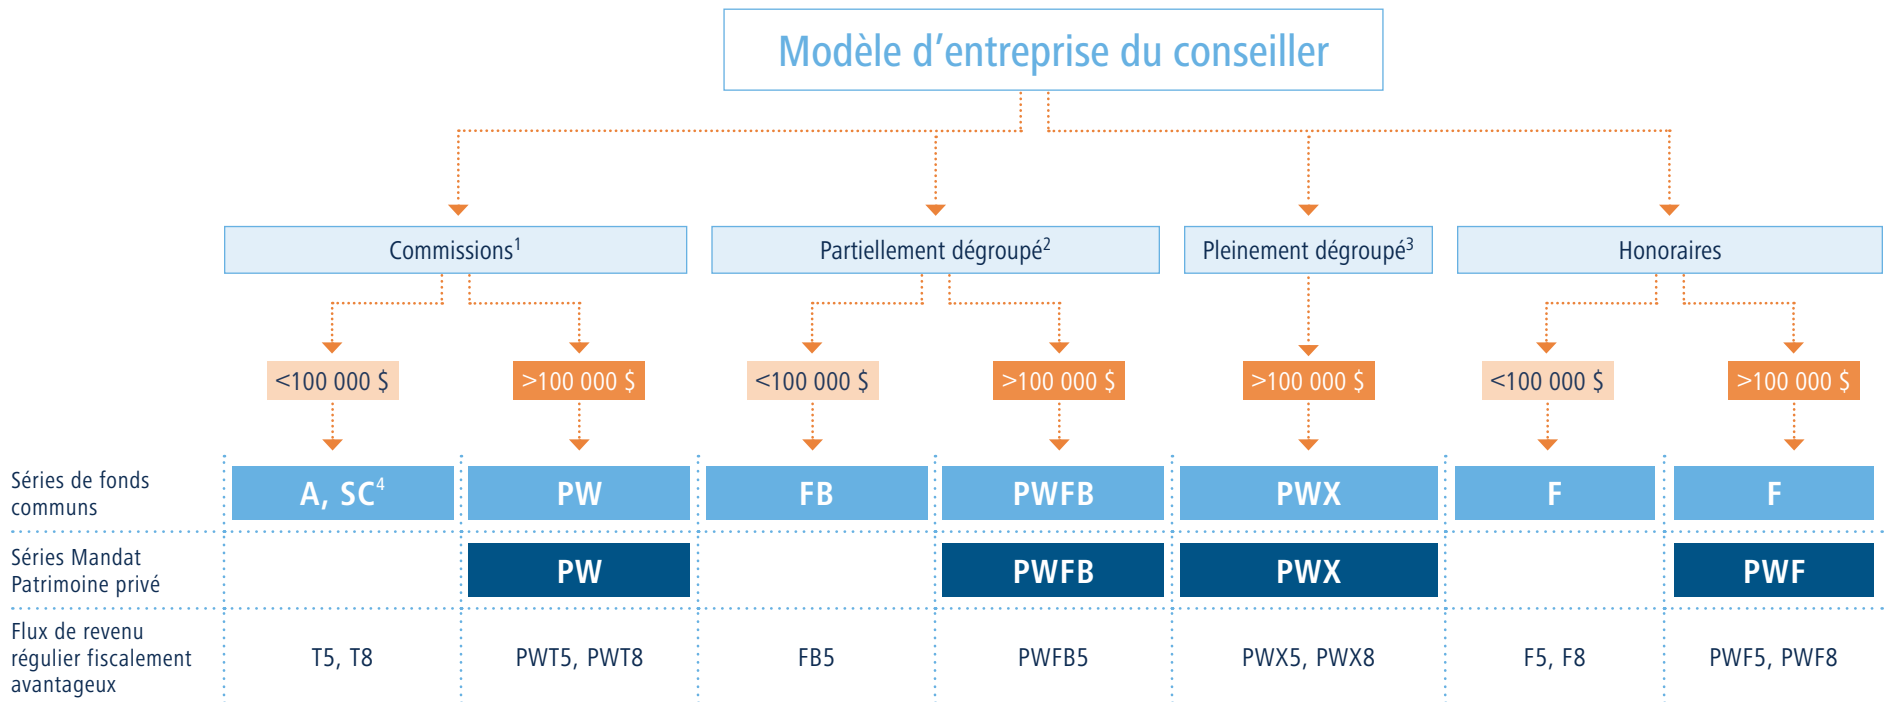 Modèle d’entreprise du conseiller
Commissions1
Partiellement dégroupé2
Pleinement dégroupé3
Honoraires
<100 000 $
>100 000 $
<100 000 $
>100 000 $
>100 000 $
<100 000 $
>100 000 $
Séries de fonds
communs
A, SC4
PW
FB
PWFB
PWX
F
F
Séries Mandat
Patrimoine privé
PW
PWFB
PWX
PWF
Flux de revenu
régulier fiscalement
avantageux
T5, T8
PWT5, PWT8
FB5
PWFB5
PWX5, PWX8
F5, F8
PWF5, PWF8